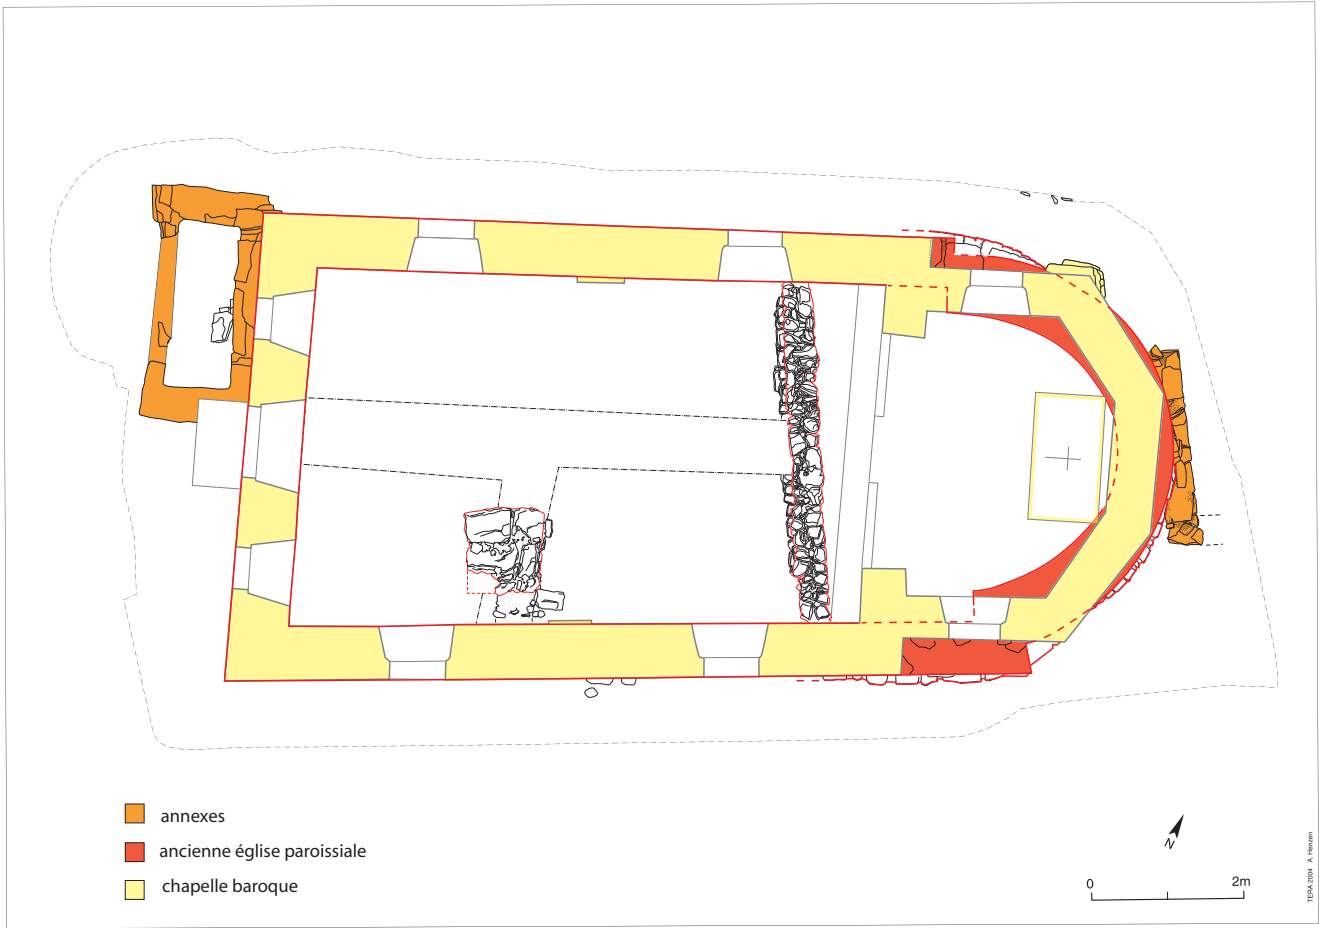 annexes
ancienne église paroissiale
chapelle baroque
N
0 2m
TERA 2004 A. Henzen